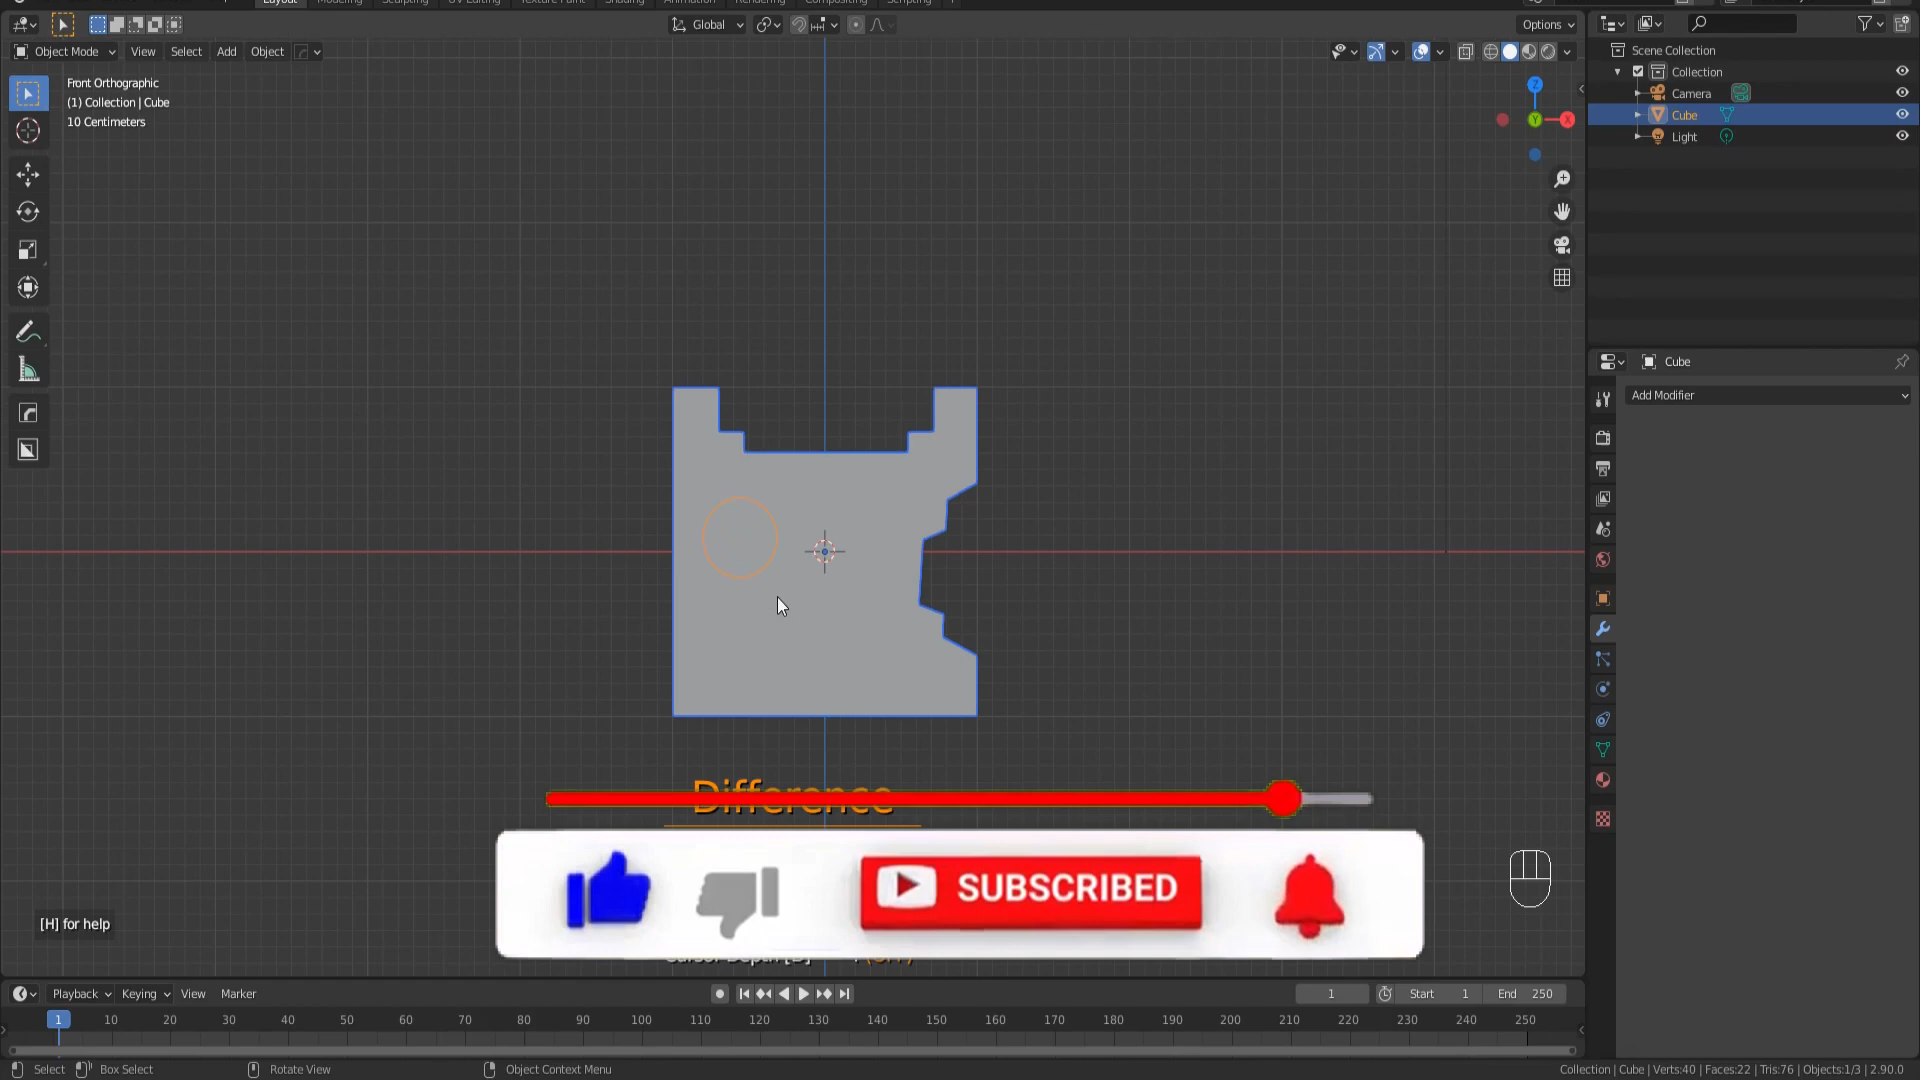 Layout
Global
Options
Object Mode View Select Add Object
Scene Collection
Front Orthographic
Collection
(1) Collection | Cube
Camera
10 Centimeters
Cube
Light
Z
Y
X
Cube
Add Modifier
Difference
SUBSCRIBED
[H] for help
Playback Keying View Marker
1
Start 1
End 250
1 10 20 30 40 50 60 70 80 90 100 110 120 130 140 150 160 170 180 190 200 210 220 230 240 250
Select Box Select Rotate View Object Context Menu
Collection | Cube | Verts:40 | Faces:22 | Tris:76 | Objects:1/3 | 2.90.0